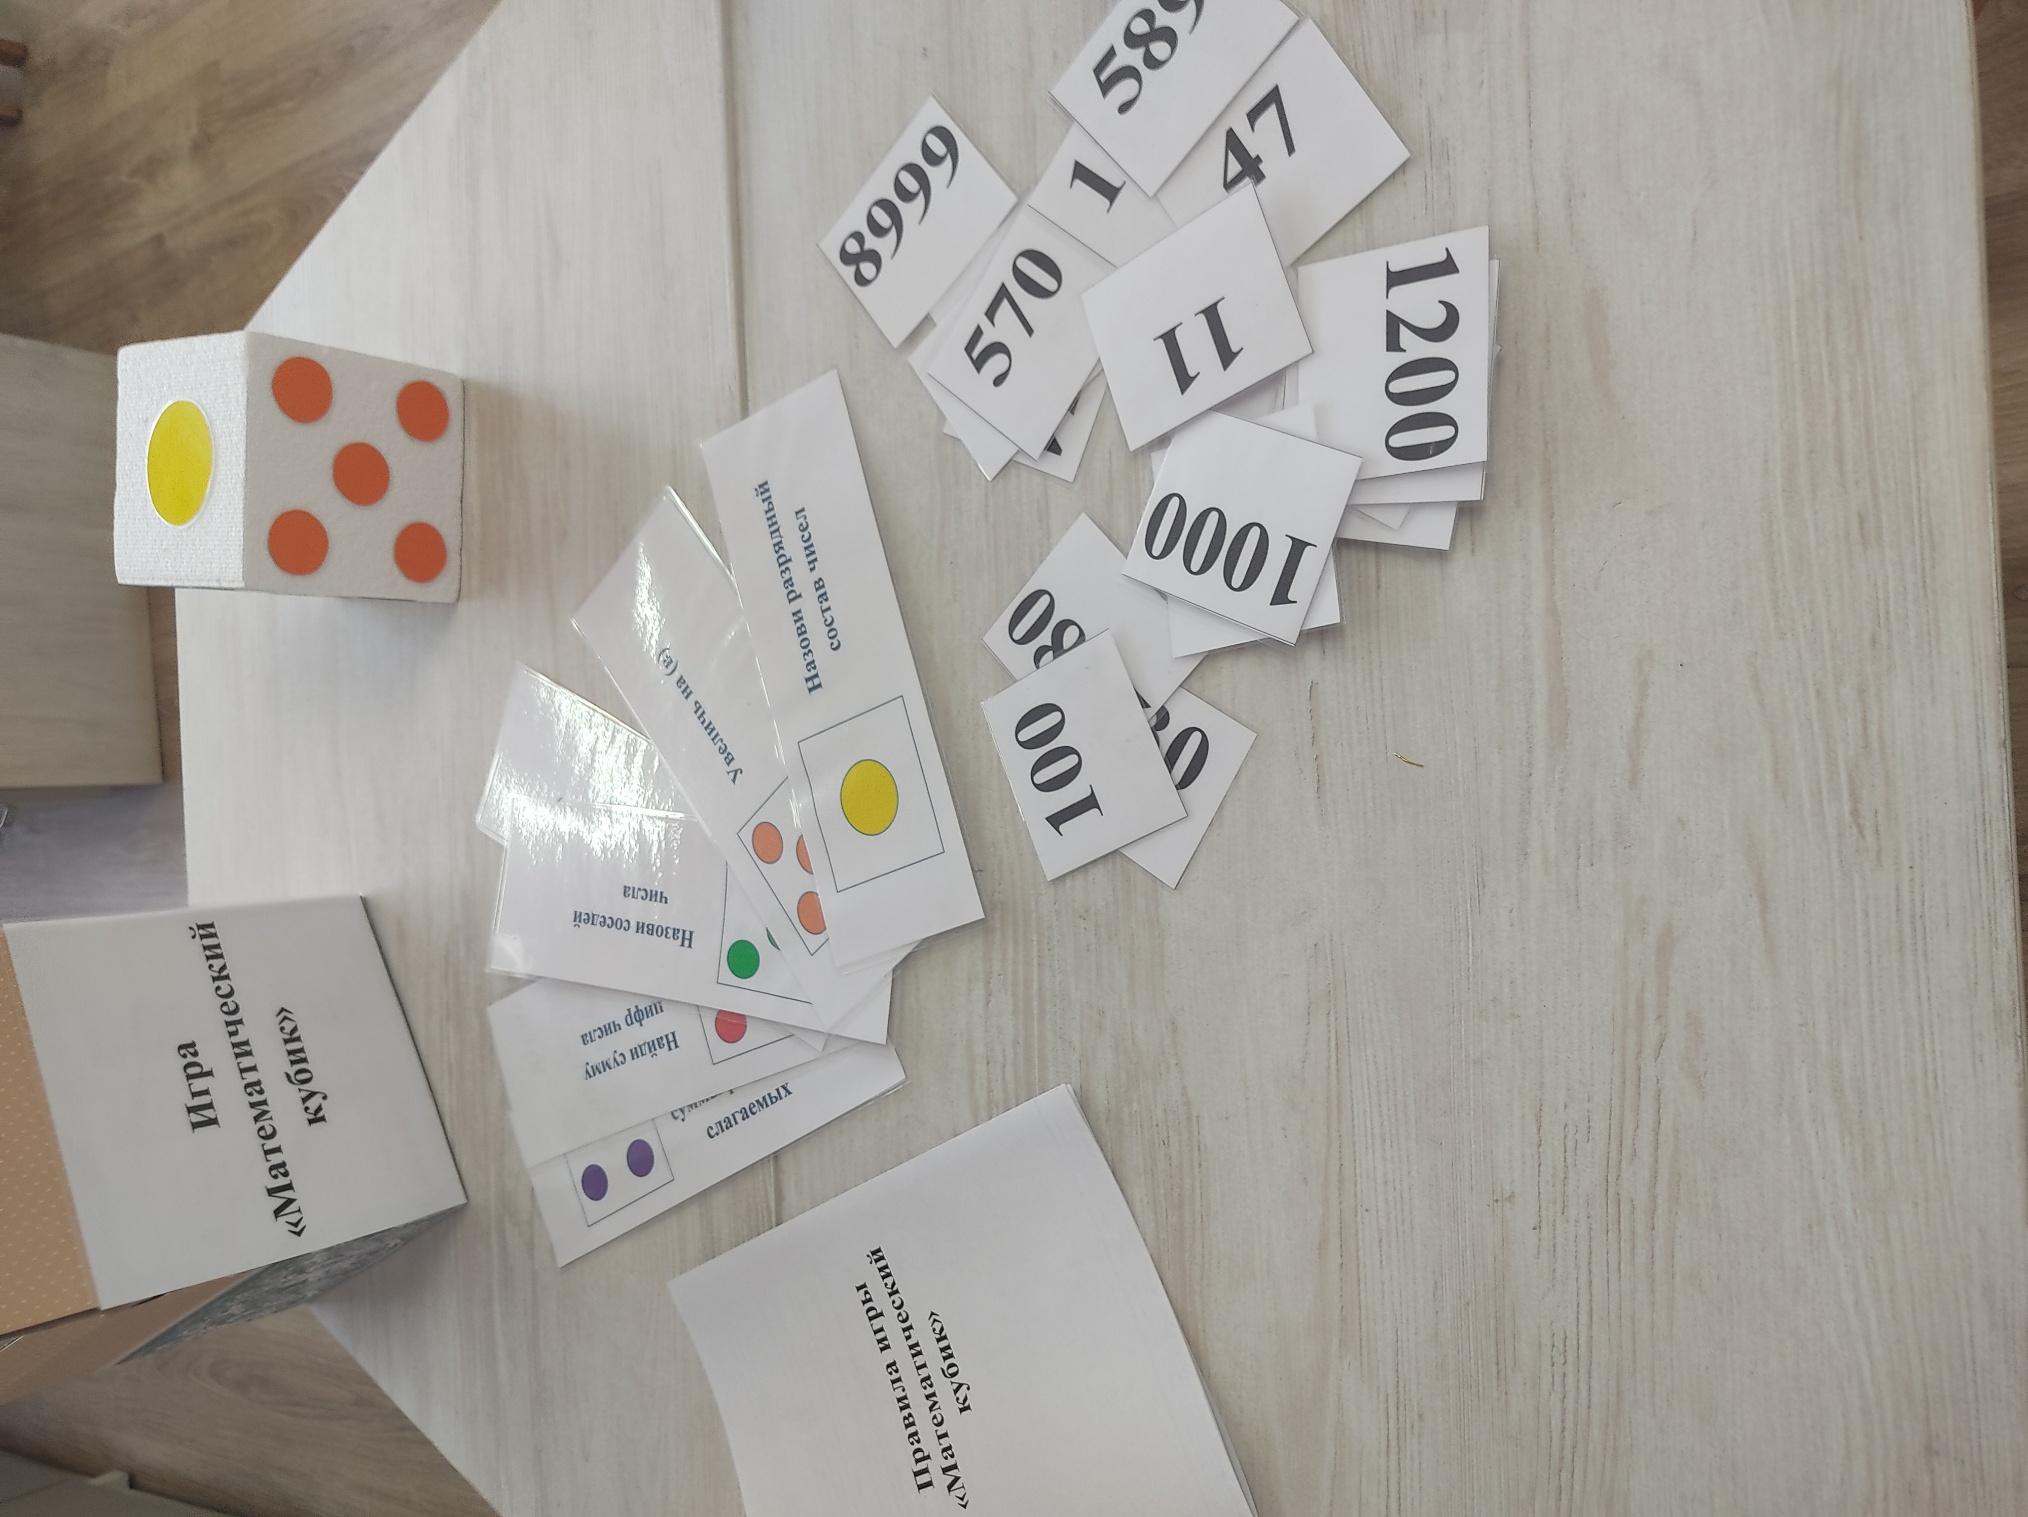 Игра
«Математический
кубик»
Правила игры
«Математический
кубик»
слагаемых
Найди сумму
цифр числа
Назови соседей
числа
Увеличь на (в)
Назови разрядный
состав чисел
8999
570
1
589
47
11
1200
1000
80
100